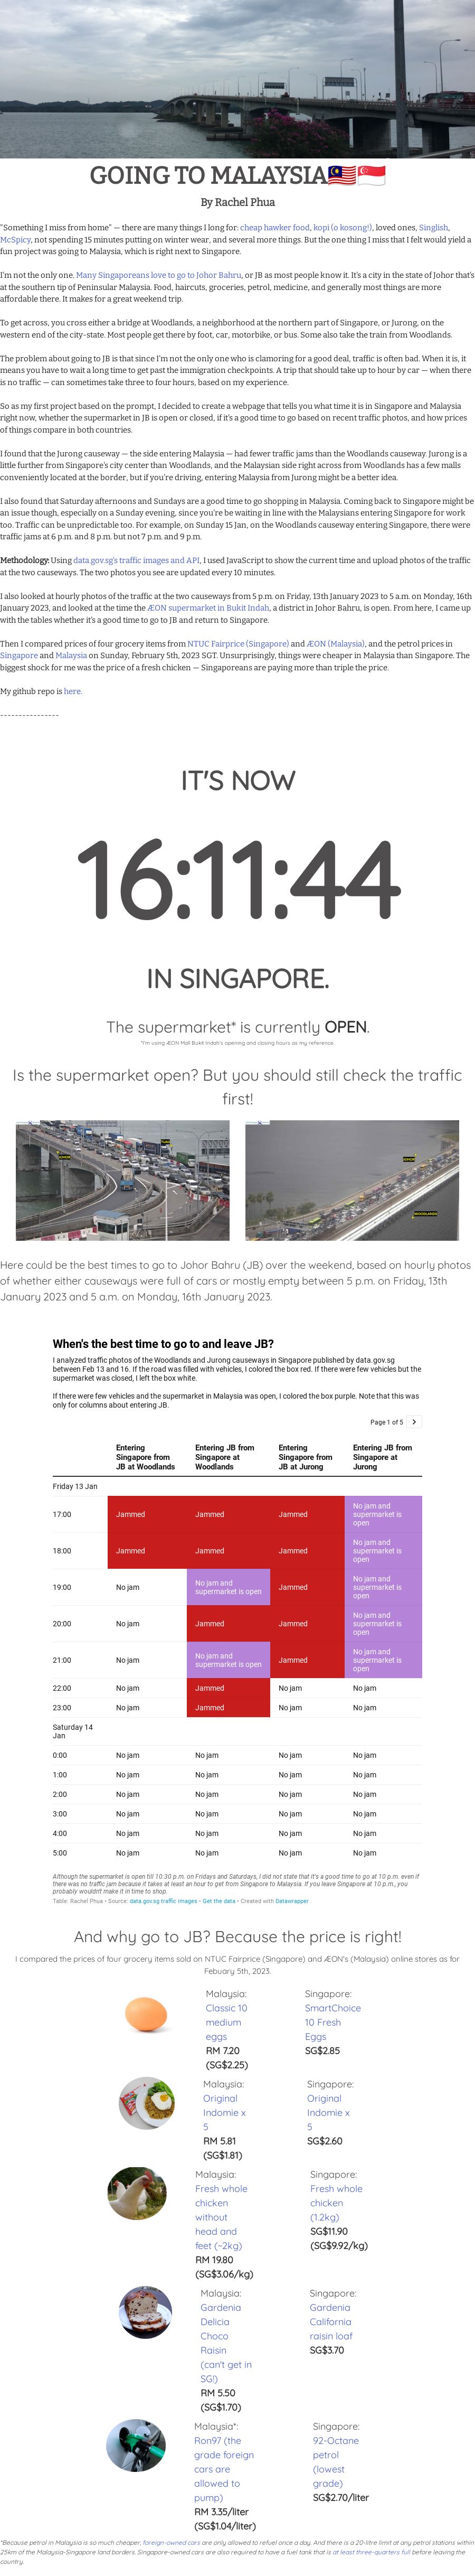 GOING TO MALAYSIA🇲🇾🇸🇬
By Rachel Phua
"Something I miss from home" — there are many things I long for: cheap hawker food, kopi (o kosong!), loved ones, Singlish,
McSpicy, not spending 15 minutes putting on winter wear, and several more things. But the one thing I miss that I felt would yield a
fun project was going to Malaysia, which is right next to Singapore.
I'm not the only one. Many Singaporeans love to go to Johor Bahru, or JB as most people know it. It's a city in the state of Johor that's
at the southern tip of Peninsular Malaysia. Food, haircuts, groceries, petrol, medicine, and generally most things are more
affordable there. It makes for a great weekend trip.
To get across, you cross either a bridge at Woodlands, a neighborhood at the northern part of Singapore, or Jurong, on the
western end of the city-state. Most people get there by foot, car, motorbike, or bus. Some also take the train from Woodlands.
The problem about going to JB is that since I'm not the only one who is clamoring for a good deal, traffic is often bad. When it is, it
means you have to wait a long time to get past the immigration checkpoints. A trip that should take up to hour by car — when there
is no traffic — can sometimes take three to four hours, based on my experience.
So as my first project based on the prompt, I decided to create a webpage that tells you what time it is in Singapore and Malaysia
right now, whether the supermarket in JB is open or closed, if it's a good time to go based on recent traffic photos, and how prices
of things compare in both countries.
I found that the Jurong causeway — the side entering Malaysia — had fewer traffic jams than the Woodlands causeway. Jurong is a
little further from Singapore's city center than Woodlands, and the Malaysian side right across from Woodlands has a few malls
conveniently located at the border, but if you're driving, entering Malaysia from Jurong might be a better idea.
I also found that Saturday afternoons and Sundays are a good time to go shopping in Malaysia. Coming back to Singapore might be
an issue though, especially on a Sunday evening, since you're be waiting in line with the Malaysians entering Singapore for work
too. Traffic can be unpredictable too. For example, on Sunday 15 Jan, on the Woodlands causeway entering Singapore, there were
traffic jams at 6 p.m. and 8 p.m. but not 7 p.m. and 9 p.m.
Methodology: Using data.gov.sg's traffic images and API, I used JavaScript to show the current time and upload photos of the traffic
at the two causeways. The two photos you see are updated every 10 minutes.
I also looked at hourly photos of the traffic at the two causeways from 5 p.m. on Friday, 13th January 2023 to 5 a.m. on Monday, 16th
January 2023, and looked at the time the ÆON supermarket in Bukit Indah, a district in Johor Bahru, is open. From here, I came up
with the tables whether it's a good time to go to JB and return to Singapore.
Then I compared prices of four grocery items from NTUC Fairprice (Singapore) and ÆON (Malaysia), and the petrol prices in
Singapore and Malaysia on Sunday, February 5th, 2023 SGT. Unsurprisingly, things were cheaper in Malaysia than Singapore. The
biggest shock for me was the price of a fresh chicken — Singaporeans are paying more than triple the price.
My github repo is here.
----------------
IT'S NOW
16:11:44
IN SINGAPORE.
The supermarket* is currently OPEN.
*I'm using ÆON Mall Bukit Indah's opening and closing hours as my reference.
Is the supermarket open? But you should still check the traffic
first!
WOODLANDS
Here could be the best times to go to Johor Bahru (JB) over the weekend, based on hourly photos
of whether either causeways were full of cars or mostly empty between 5 p.m. on Friday, 13th
January 2023 and 5 a.m. on Monday, 16th January 2023.
When's the best time to go to and leave JB?
I analyzed traffic photos of the Woodlands and Jurong causeways in Singapore published by data.gov.sg
between Feb 13 and 16. If the road was filled with vehicles, I colored the box red. If there were few vehicles but the
supermarket was closed, I left the box white.
If there were few vehicles and the supermarket in Malaysia was open, I colored the box purple. Note that this was
only for columns about entering JB.
Page 1 of 5 >
Entering Singapore from JB at Woodlands
Entering JB from Singapore at Woodlands
Entering Singapore from JB at Jurong
Entering JB from Singapore at Jurong
Friday 13 Jan
17:00 Jammed Jammed Jammed No jam and supermarket is open
18:00 Jammed Jammed Jammed No jam and supermarket is open
19:00 No jam No jam and supermarket is open Jammed No jam and supermarket is open
20:00 No jam Jammed Jammed No jam and supermarket is open
21:00 No jam No jam and supermarket is open Jammed No jam and supermarket is open
22:00 No jam Jammed No jam No jam
23:00 No jam Jammed No jam No jam
Saturday 14
Jan
0:00 No jam No jam No jam No jam
1:00 No jam No jam No jam No jam
2:00 No jam No jam No jam No jam
3:00 No jam No jam No jam No jam
4:00 No jam No jam No jam No jam
5:00 No jam No jam No jam No jam
Although the supermarket is open till 10:30 p.m. on Fridays and Saturdays, I did not state that it's a good time to go at 10 p.m. even if
there was no traffic jam because it takes at least an hour to get from Singapore to Malaysia. If you leave Singapore at 10 p.m., you
probably wouldn't make it in time to shop.
Table: Rachel Phua • Source: data.gov.sg traffic images • Get the data • Created with Datawrapper
And why go to JB? Because the price is right!
I compared the prices of four grocery items sold on NTUC Fairprice (Singapore) and ÆON's (Malaysia) online stores as for
Febuary 5th, 2023.
Malaysia:
Classic 10
medium
eggs
RM 7.20
(SG$2.25)
Singapore:
SmartChoice
10 Fresh
Eggs
SG$2.85
Malaysia:
Original
Indomie x
5
RM 5.81
(SG$1.81)
Singapore:
Original
Indomie x
5
SG$2.60
Malaysia:
Fresh whole
chicken
without
head and
feet (~2kg)
RM 19.80
(SG$3.06/kg)
Singapore:
Fresh whole
chicken
(1.2kg)
SG$11.90
(SG$9.92/kg)
Malaysia:
Gardenia
Delicia
Choco
Raisin
(can't get in
SG!)
RM 5.50
(SG$1.70)
Singapore:
Gardenia
California
raisin loaf
SG$3.70
Malaysia*:
Ron97 (the
grade foreign
cars are
allowed to
pump)
RM 3.35/liter
(SG$1.04/liter)
Singapore:
92-Octane
petrol
(lowest
grade)
SG$2.70/liter
*Because petrol in Malaysia is so much cheaper, foreign-owned cars are only allowed to refuel once a day. And there is a 20-litre limit at any petrol stations within
25km of the Malaysia-Singapore land borders. Singapore-owned cars are also required to have a fuel tank that is at least three-quarters full before leaving the
country.